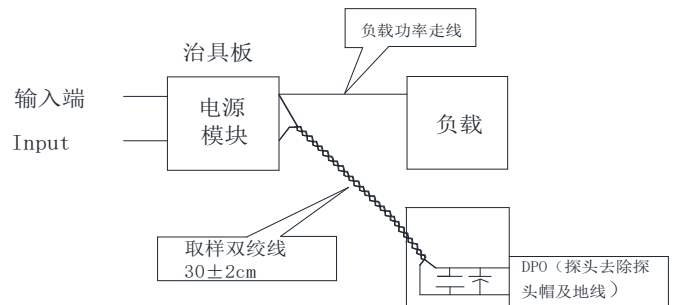 负载功率走线
治具板
输入端
Input
电源
模块
负载
取样双绞线
30±2cm
DPO（探头去除探
头帽及地线）